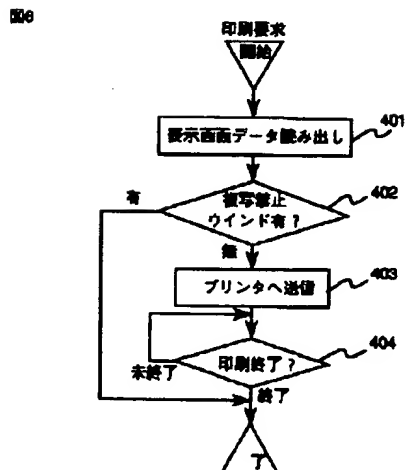 図6
印刷要求
開始
表示画面データ読み出し
401
有
複写禁止
ウインド有?
402
無
プリンタへ送信
403
印刷終了?
404
未終了
終了
了